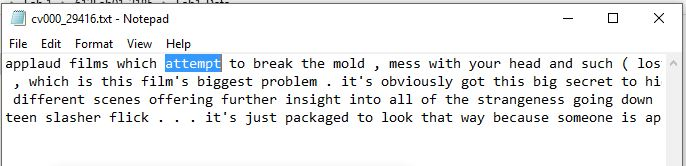 cv000_29416.txt - Notepad
File Edit Format View Help
applaud films which attempt to break the mold , mess with your head and such ( los
, which is this film's biggest problem . it's obviously got this big secret to hi
different scenes offering further insight into all of the strangeness going down
teen slasher flick . . . it's just packaged to look that way because someone is ap